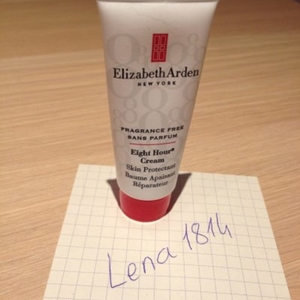 Elizabeth Arden
NEW YORK
FRAGRANCE FREE
SANS PARFUM
Eight Hour®
Cream
Skin Protectant
Baume Apaisant
Réparateur
Lena 1814